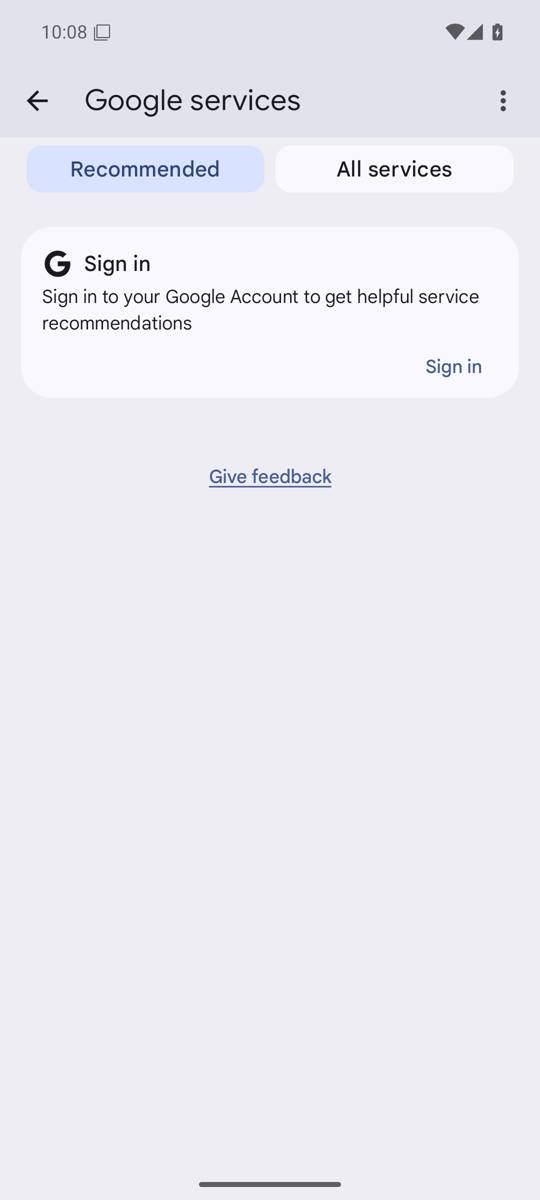 10:08
Google services
Recommended
All services
Sign in
Sign in to your Google Account to get helpful service
recommendations
Sign in
Give feedback